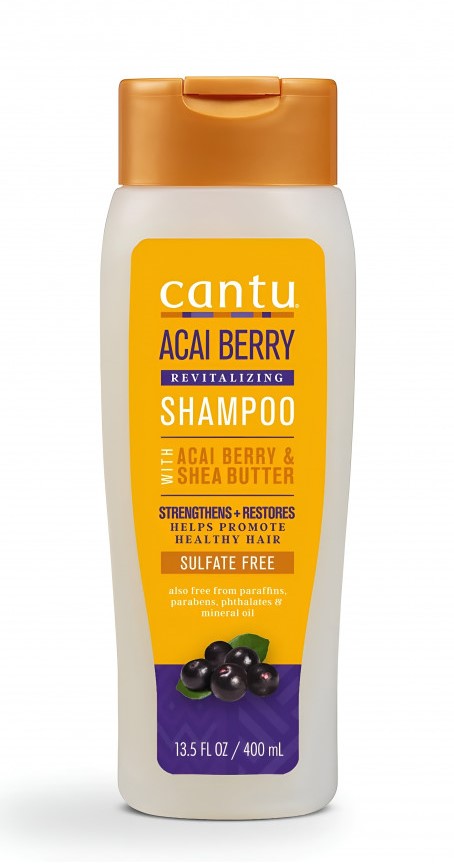 cantu®
ACAI BERRY
REVITALIZING
SHAMPOO
WITH
ACAI BERRY &
SHEA BUTTER
STRENGTHENS + RESTORES
HELPS PROMOTE
HEALTHY HAIR
SULFATE FREE
also free from paraffins,
parabens, phthalates &
mineral oil
13.5 FL OZ / 400 mL